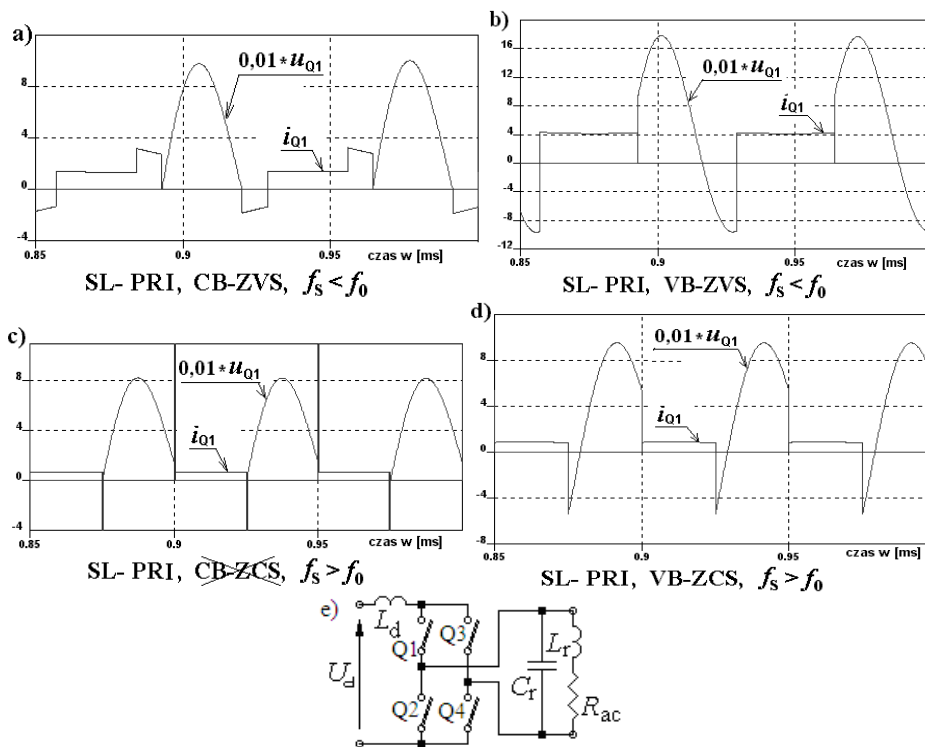 a)
8
4
0
-4
0,01*uQ1
iQ1
0.85 0.9 0.95 czas w [ms]
SL- PRI, CB-ZVS, fS < f0
b)
16
12
8
4
0
-4
-8
-12
0,01*uQ1
iQ1
0.85 0.9 0.95 czas w [ms]
SL- PRI, VB-ZVS, fS < f0
c)
8
4
0
-4
0,01*uQ1
iQ1
0.85 0.9 0.95 czas w [ms]
SL- PRI, CB-ZCS, fS > f0
d)
8
4
0
-4
-8
0,01*uQ1
iQ1
0.85 0.9 0.95 czas w [ms]
SL- PRI, VB-ZCS, fS > f0
e)
Ld
Q1 Q3
Ud
Lr
Cr
Rac
Q2 Q4